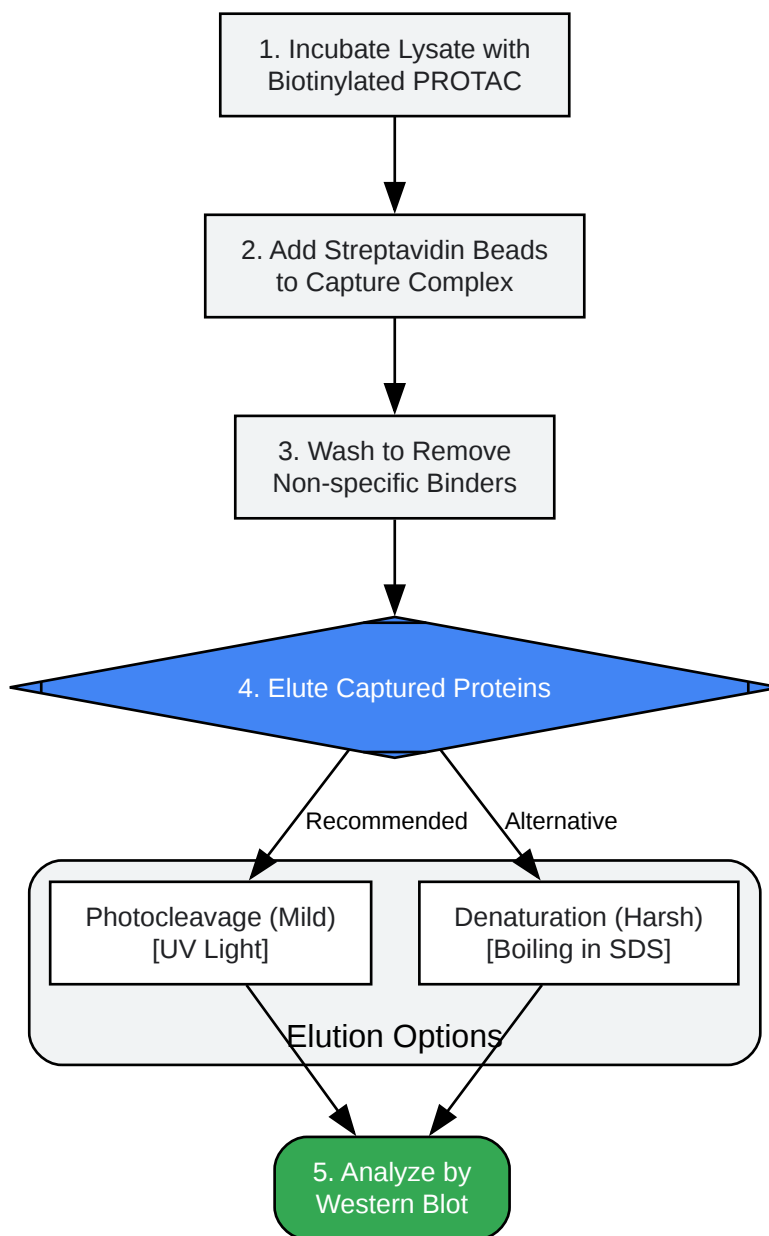 1. Incubate Lysate with
Biotinylated PROTAC
2. Add Streptavidin Beads
to Capture Complex
3. Wash to Remove
Non-specific Binders
4. Elute Captured Proteins
Recommended
Alternative
Photocleavage (Mild)
[UV Light]
Denaturation (Harsh)
[Boiling in SDS]
Elution Options
5. Analyze by
Western Blot